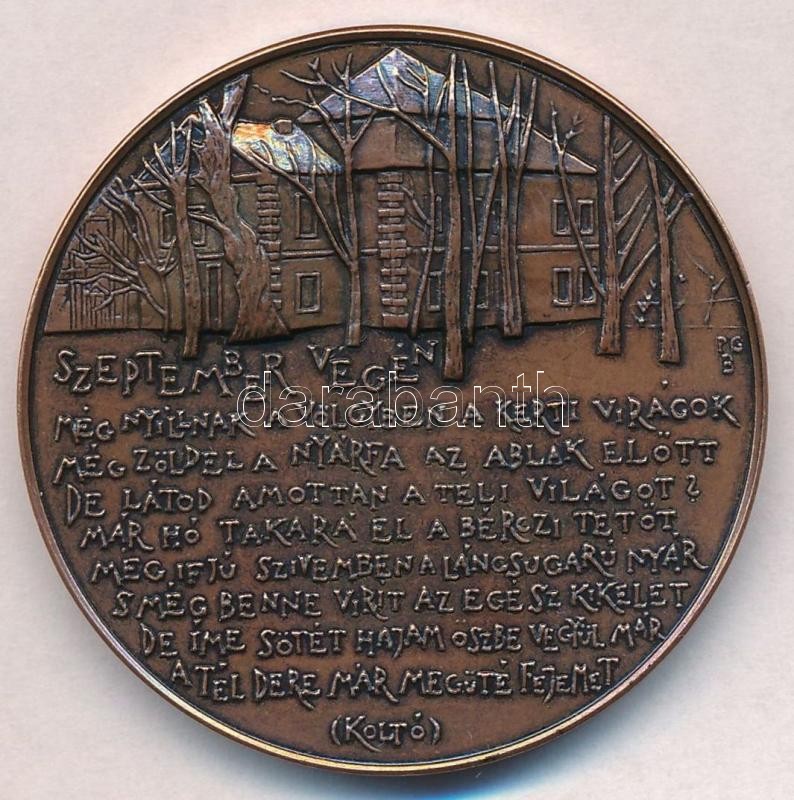 PG
B
SZEPTEMBER VÉGÉN
MÉG NYÍLLNAK A VÖLGYBEN A KERTI VIRÁGOK
MÉG ZÖLDEL A NYÁRFA AZ ABLAK ELŐTT
DE LÁTOD AMOTTAN A TÉLI VILÁGOT?
MÁR HÓ TAKARÁ EL A BÉRCZI TETŐT
MÉG IFJÚ SZIVEMBEN A LÁNGSUGARÚ NYÁR
S MÉG BENNE VIRÍT AZ EGÉSZ KIKELET
DE ÍME SÖTÉT HAJAM ŐSZBE VEGYÜL MÁR
A TÉL DERE MÁR MEGÜTÉ FEJEMET
(KOLTÓ)
darabanth